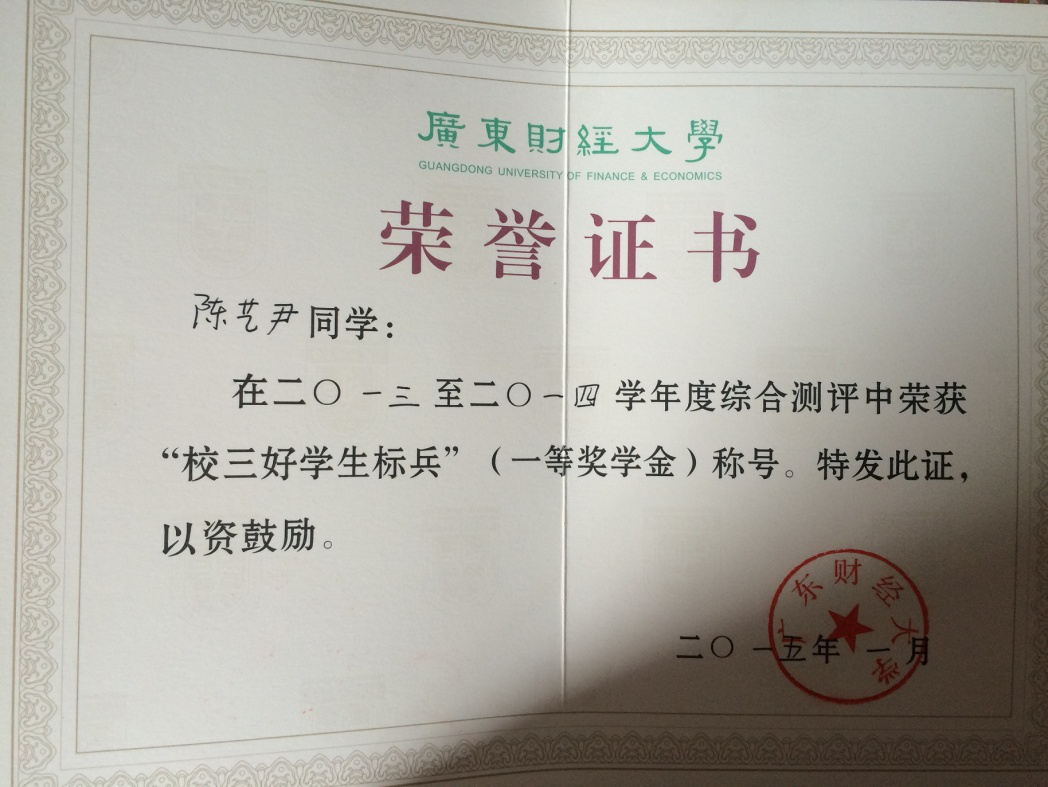 廣東財經大學
GUANGDONG UNIVERSITY OF FINANCE & ECONOMICS
荣誉证书
陈艺尹同学：
在二〇一三至二〇一四学年度综合测评中荣获
“校三好学生标兵”（一等奖学金）称号。特发此证，
以资鼓励。
广东财经大学
二〇一五年一月